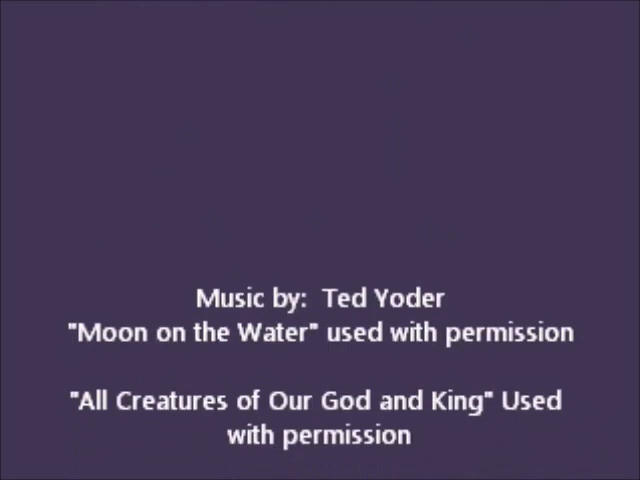 Music by:  Ted Yoder
"Moon on the Water" used with permission
"All Creatures of Our God and King" Used
with permission